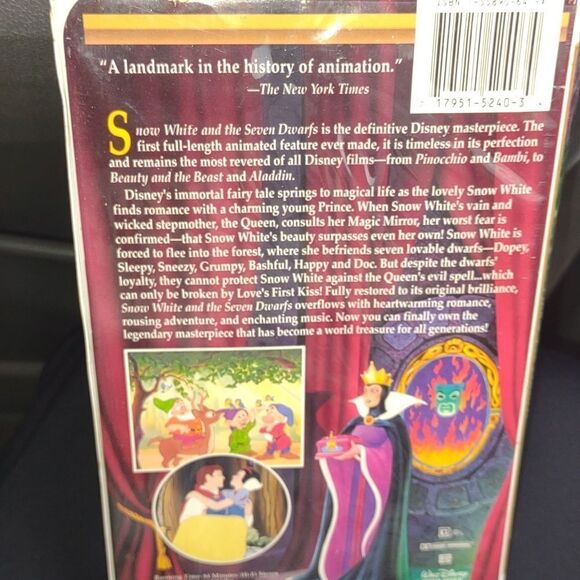 “A landmark in the history of animation.”
—The New York Times
17951-5240-3
Snow White and the Seven Dwarfs is the definitive Disney masterpiece. The
first full-length animated feature ever made, it is timeless in its perfection
and remains the most revered of all Disney films—from Pinocchio and Bambi, to
Beauty and the Beast and Aladdin.
Disney's immortal fairy tale springs to magical life as the lovely Snow White
finds romance with a charming young Prince. When Snow White's vain and
wicked stepmother, the Queen, consults her Magic Mirror, her worst fear is
confirmed—that Snow White's beauty surpasses even her own! Snow White is
forced to flee into the forest, where she befriends seven lovable dwarfs—Dopey,
Sleepy, Sneezy, Grumpy, Bashful, Happy and Doc. But despite the dwarfs'
loyalty, they cannot protect Snow White against the Queen's evil spell...which
can only be broken by Love's First Kiss! Fully restored to its original brilliance,
Snow White and the Seven Dwarfs overflows with heartwarming romance,
rousing adventure, and enchanting music. Now you can finally own the
legendary masterpiece that has become a world treasure for all generations!
Walt Disney